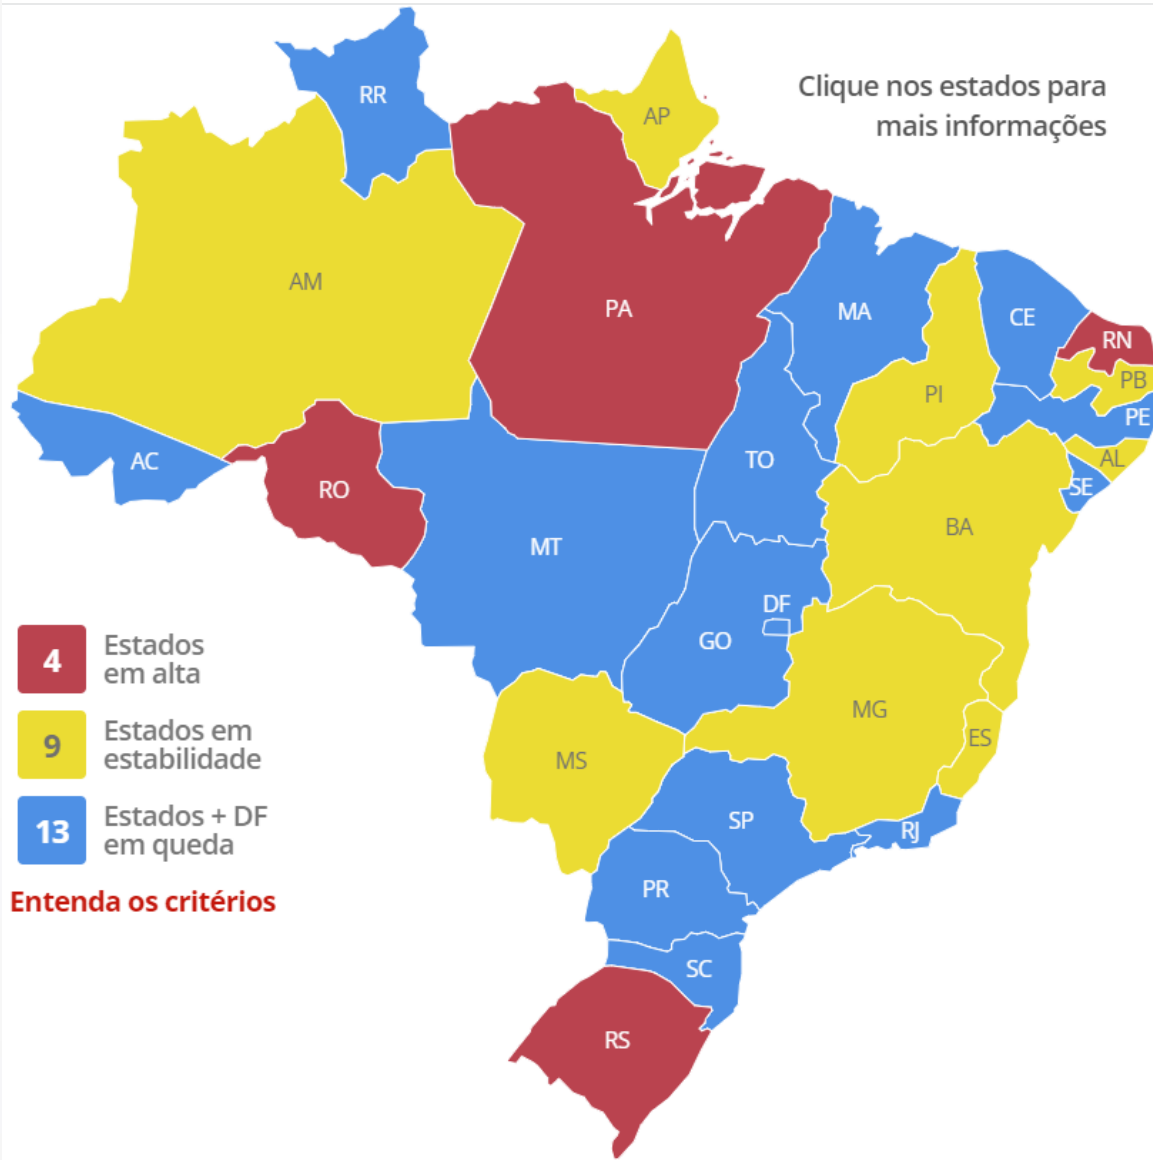 RR
AP
Clique nos estados para
mais informações
AM
PA
MA
CE
RN
PB
PI
PE
AC
TO
AL
RO
SE
BA
MT
DF
GO
4
Estados
em alta
MG
9
Estados em
estabilidade
ES
MS
13
Estados + DF
em queda
SP
RJ
Entenda os critérios
PR
SC
RS